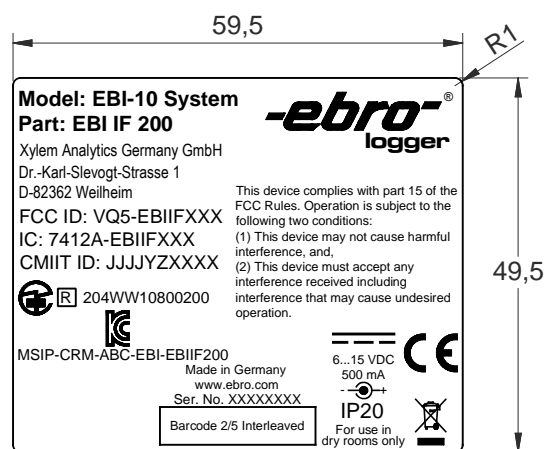 59,5
R1
Model: EBI-10 System
Part: EBI IF 200
-ebro-®
logger
Xylem Analytics Germany GmbH
Dr.-Karl-Slevogt-Strasse 1
D-82362 Weilheim
FCC ID: VQ5-EBIIFXXX
IC: 7412A-EBIIFXXX
CMIIT ID: JJJJYZXXXX
R 204WW10800200
MSIP-CRM-ABC-EBI-EBIIF200
This device complies with part 15 of the
FCC Rules. Operation is subject to the
following two conditions:
(1) This device may not cause harmful
interference, and,
(2) This device must accept any
interference received including
interference that may cause undesired
operation.
49,5
Made in Germany
www.ebro.com
Ser. No. XXXXXXXX
Barcode 2/5 Interleaved
6...15 VDC
500 mA
- +
IP20
For use in
dry rooms only
CE